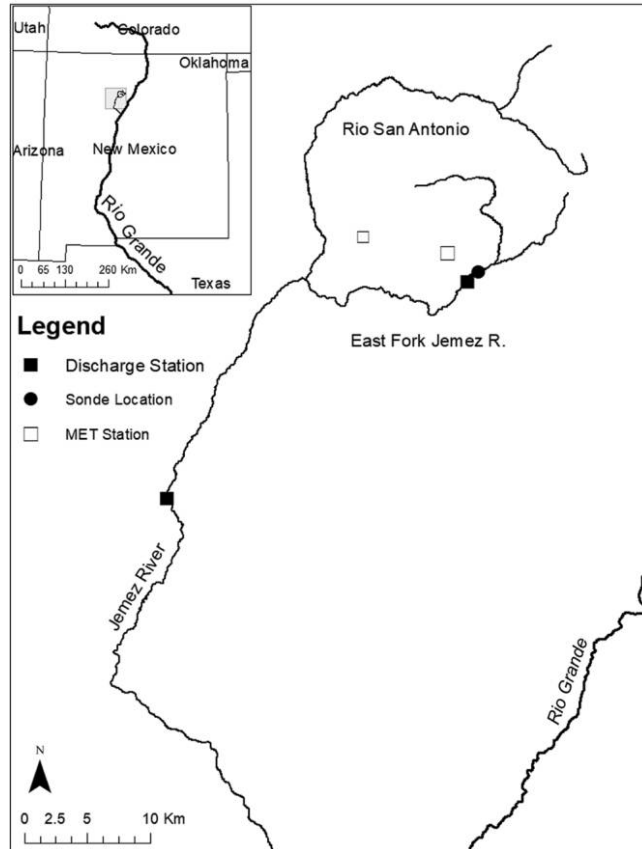 Utah
Colorado
Oklahoma
Arizona
New Mexico
Rio Grande
0 65 130 260 Km
Texas
Rio San Antonio
East Fork Jemez R.
Legend
Discharge Station
Sonde Location
MET Station
Jemez River
Rio Grande
N
0 2.5 5 10 Km